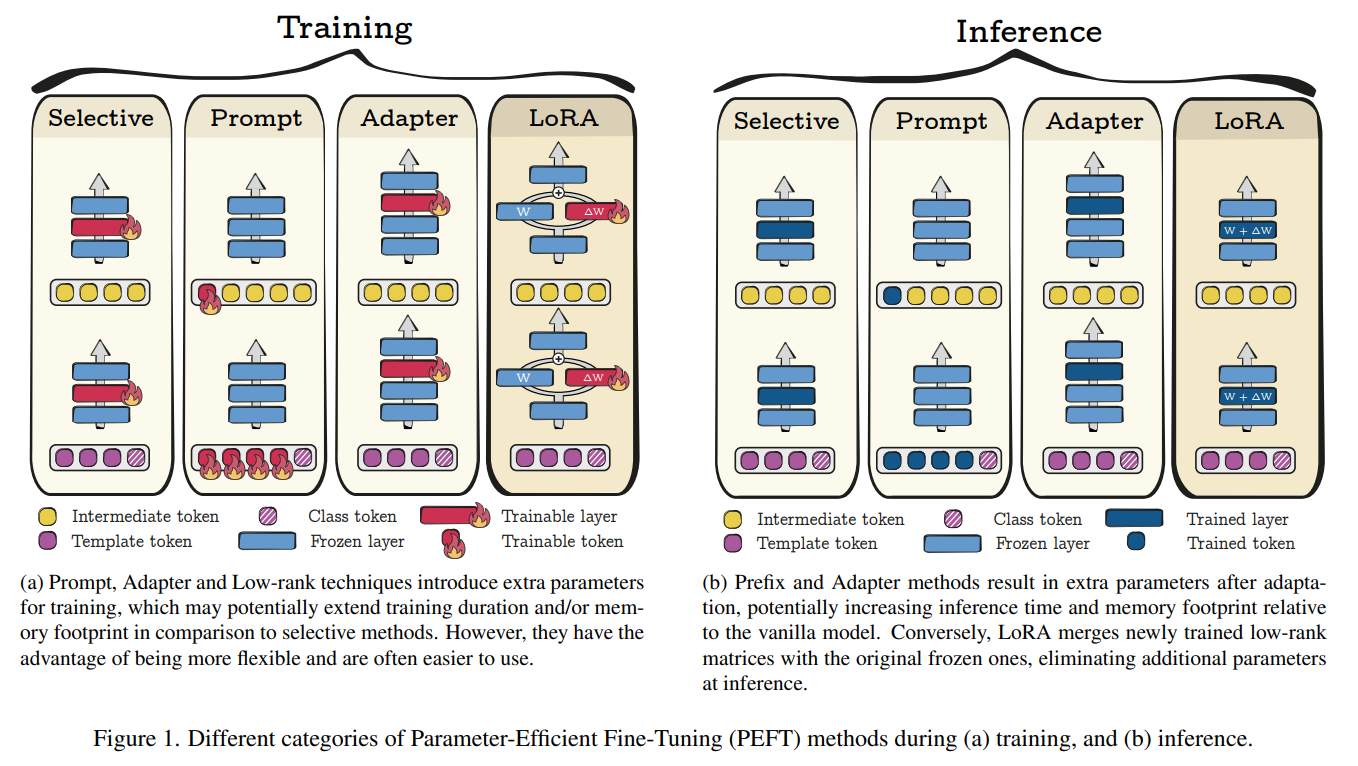 Training
Inference
Selective
Prompt
Adapter
LoRA
W
ΔW
W
ΔW
Selective
Prompt
Adapter
LoRA
W + ΔW
W + ΔW
Intermediate token
Class token
Trainable layer
Template token
Frozen layer
Trainable token
Intermediate token
Class token
Trained layer
Template token
Frozen layer
Trained token
(a) Prompt, Adapter and Low-rank techniques introduce extra parameters
for training, which may potentially extend training duration and/or mem-
ory footprint in comparison to selective methods. However, they have the
advantage of being more flexible and are often easier to use.
(b) Prefix and Adapter methods result in extra parameters after adapta-
tion, potentially increasing inference time and memory footprint relative
to the vanilla model. Conversely, LoRA merges newly trained low-rank
matrices with the original frozen ones, eliminating additional parameters
at inference.
Figure 1. Different categories of Parameter-Efficient Fine-Tuning (PEFT) methods during (a) training, and (b) inference.